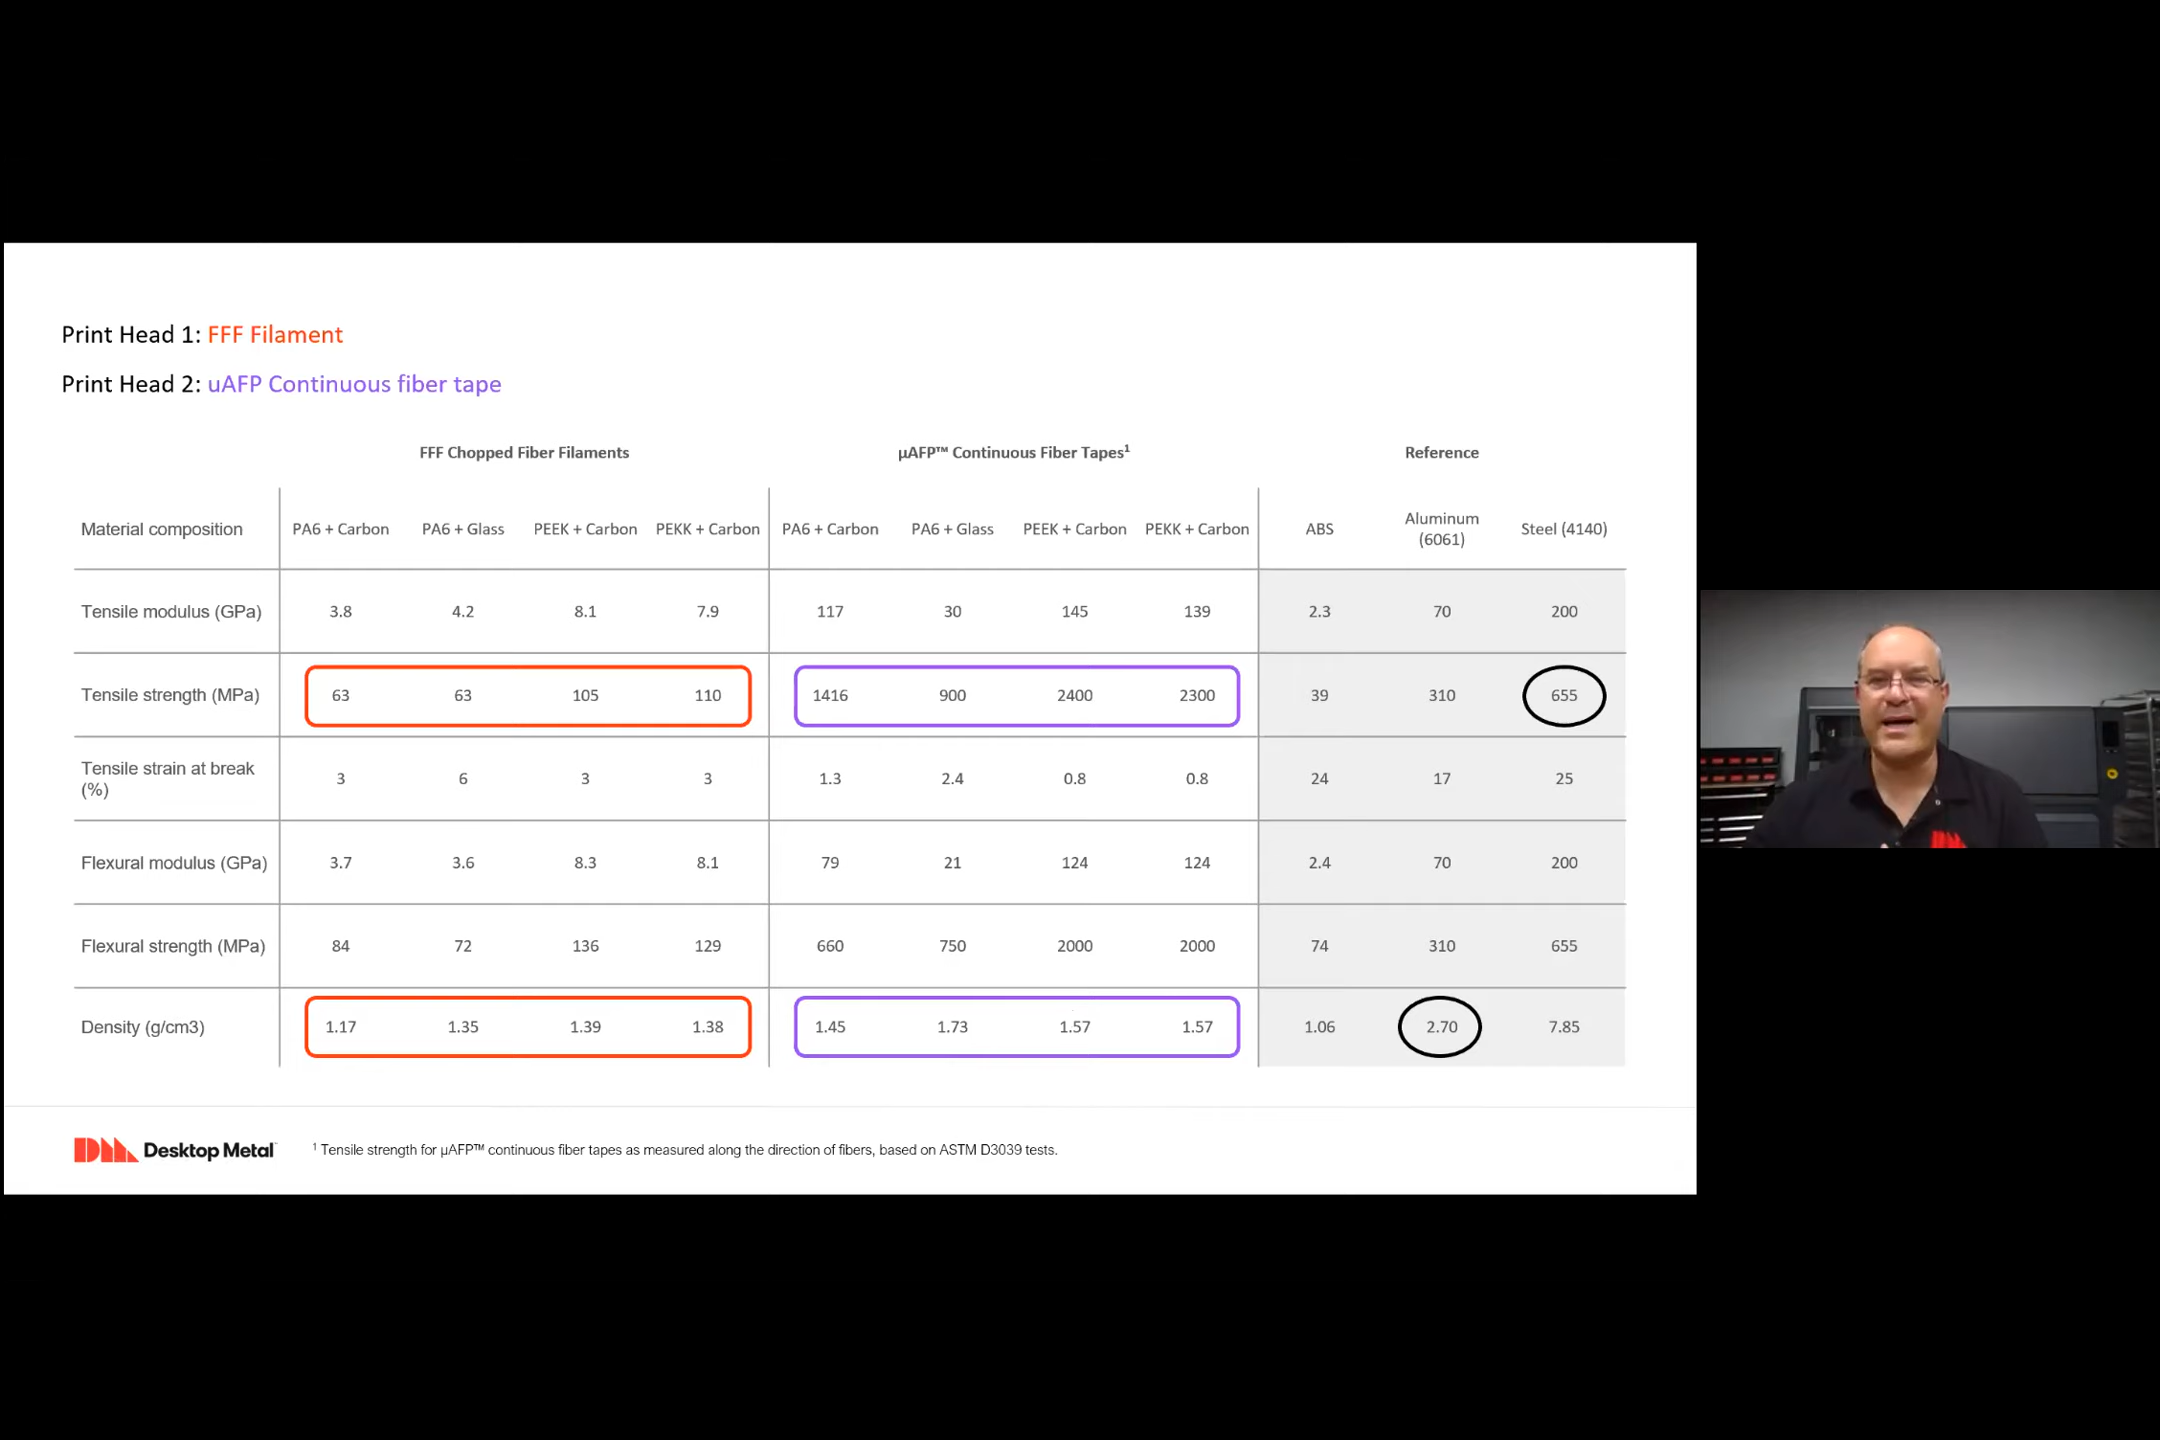 Print Head 1: FFF Filament
Print Head 2: uAFP Continuous fiber tape
FFF Chopped Fiber Filaments µAFP™ Continuous Fiber Tapes¹ Reference
Material composition PA6 + Carbon PA6 + Glass PEEK + Carbon PEKK + Carbon PA6 + Carbon PA6 + Glass PEEK + Carbon PEKK + Carbon ABS Aluminum (6061) Steel (4140)
Tensile modulus (GPa) 3.8 4.2 8.1 7.9 117 30 145 139 2.3 70 200
Tensile strength (MPa) 63 63 105 110 1416 900 2400 2300 39 310 655
Tensile strain at break (%) 3 6 3 3 1.3 2.4 0.8 0.8 24 17 25
Flexural modulus (GPa) 3.7 3.6 8.3 8.1 79 21 124 124 2.4 70 200
Flexural strength (MPa) 84 72 136 129 660 750 2000 2000 74 310 655
Density (g/cm3) 1.17 1.35 1.39 1.38 1.45 1.73 1.57 1.57 1.06 2.70 7.85
DM Desktop Metal ¹ Tensile strength for µAFP™ continuous fiber tapes as measured along the direction of fibers, based on ASTM D3039 tests.